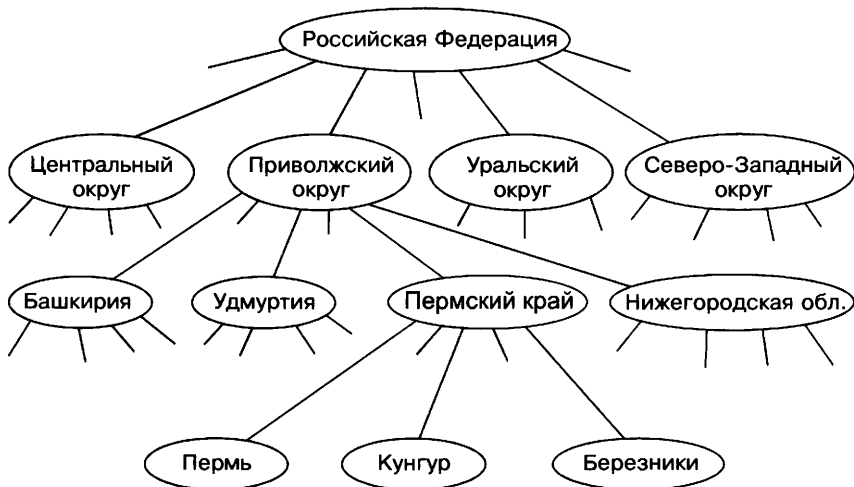 Российская Федерация
Центральный
округ
Приволжский
округ
Уральский
округ
Северо-Западный
округ
Башкирия
Удмуртия
Пермский край
Нижегородская обл.
Пермь
Кунгур
Березники